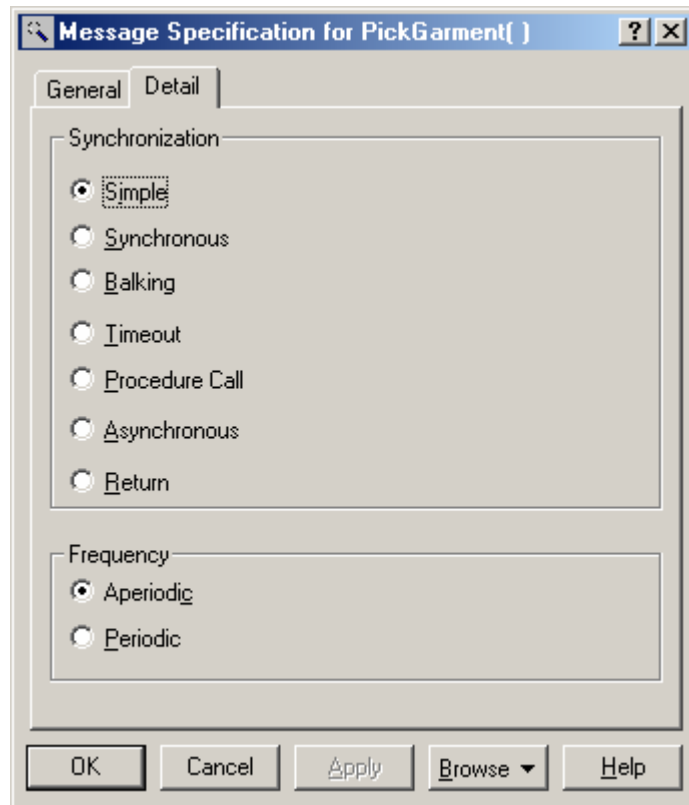 Message Specification for PickGarment( )
General Detail
Synchronization
Simple
Synchronous
Balking
Timeout
Procedure Call
Asynchronous
Return
Frequency
Aperiodic
Periodic
OK Cancel Apply Browse Help